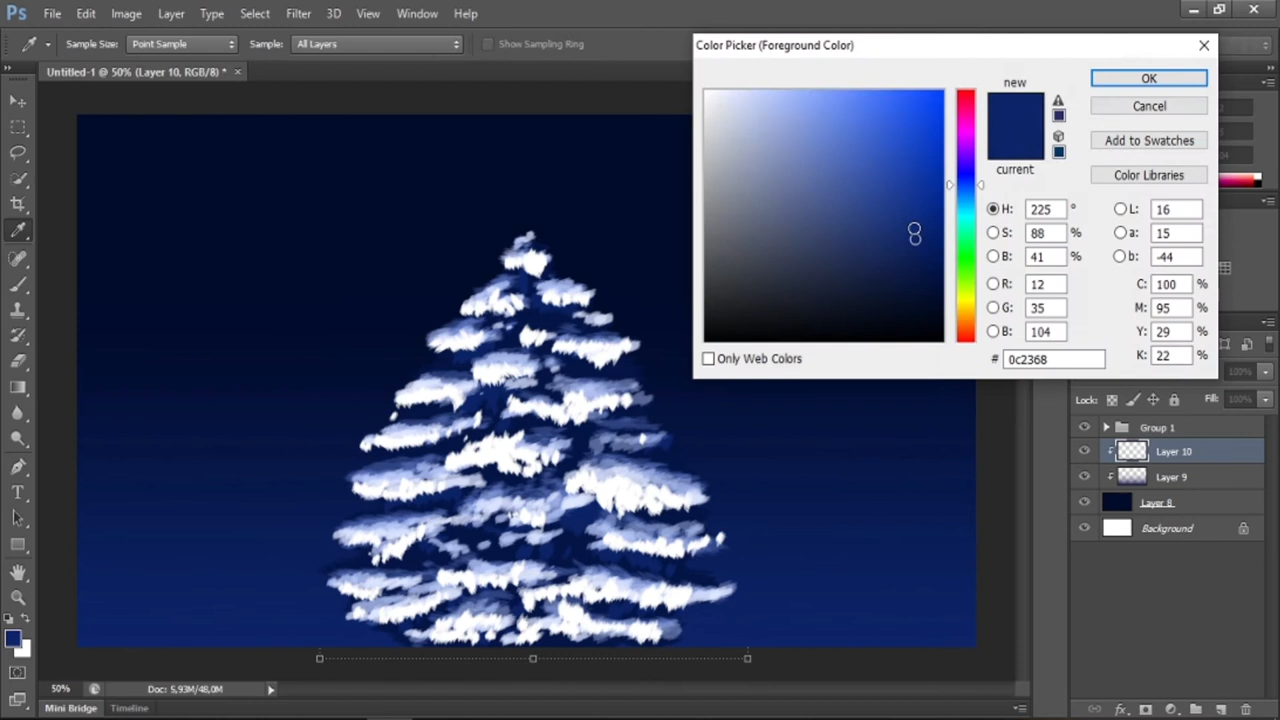 Ps File Edit Image Layer Type Select Filter 3D View Window Help
Sample Size: Point Sample Sample: All Layers Show Sampling Ring
Untitled-1 @ 50% (Layer 10, RGB/8) * ×
Color Picker (Foreground Color)
new
current
OK
Cancel
Add to Swatches
Color Libraries
H: 225 °
S: 88 %
B: 41 %
R: 12
G: 35
B: 104
L: 16
a: 15
b: -44
C: 100 %
M: 95 %
Y: 29 %
K: 22 %
# 0c2368
Only Web Colors
100%
Lock: Fill: 100%
Group 1
Layer 10
Layer 9
Layer 8
Background
50% Doc: 5,93M/48,0M
Mini Bridge Timeline